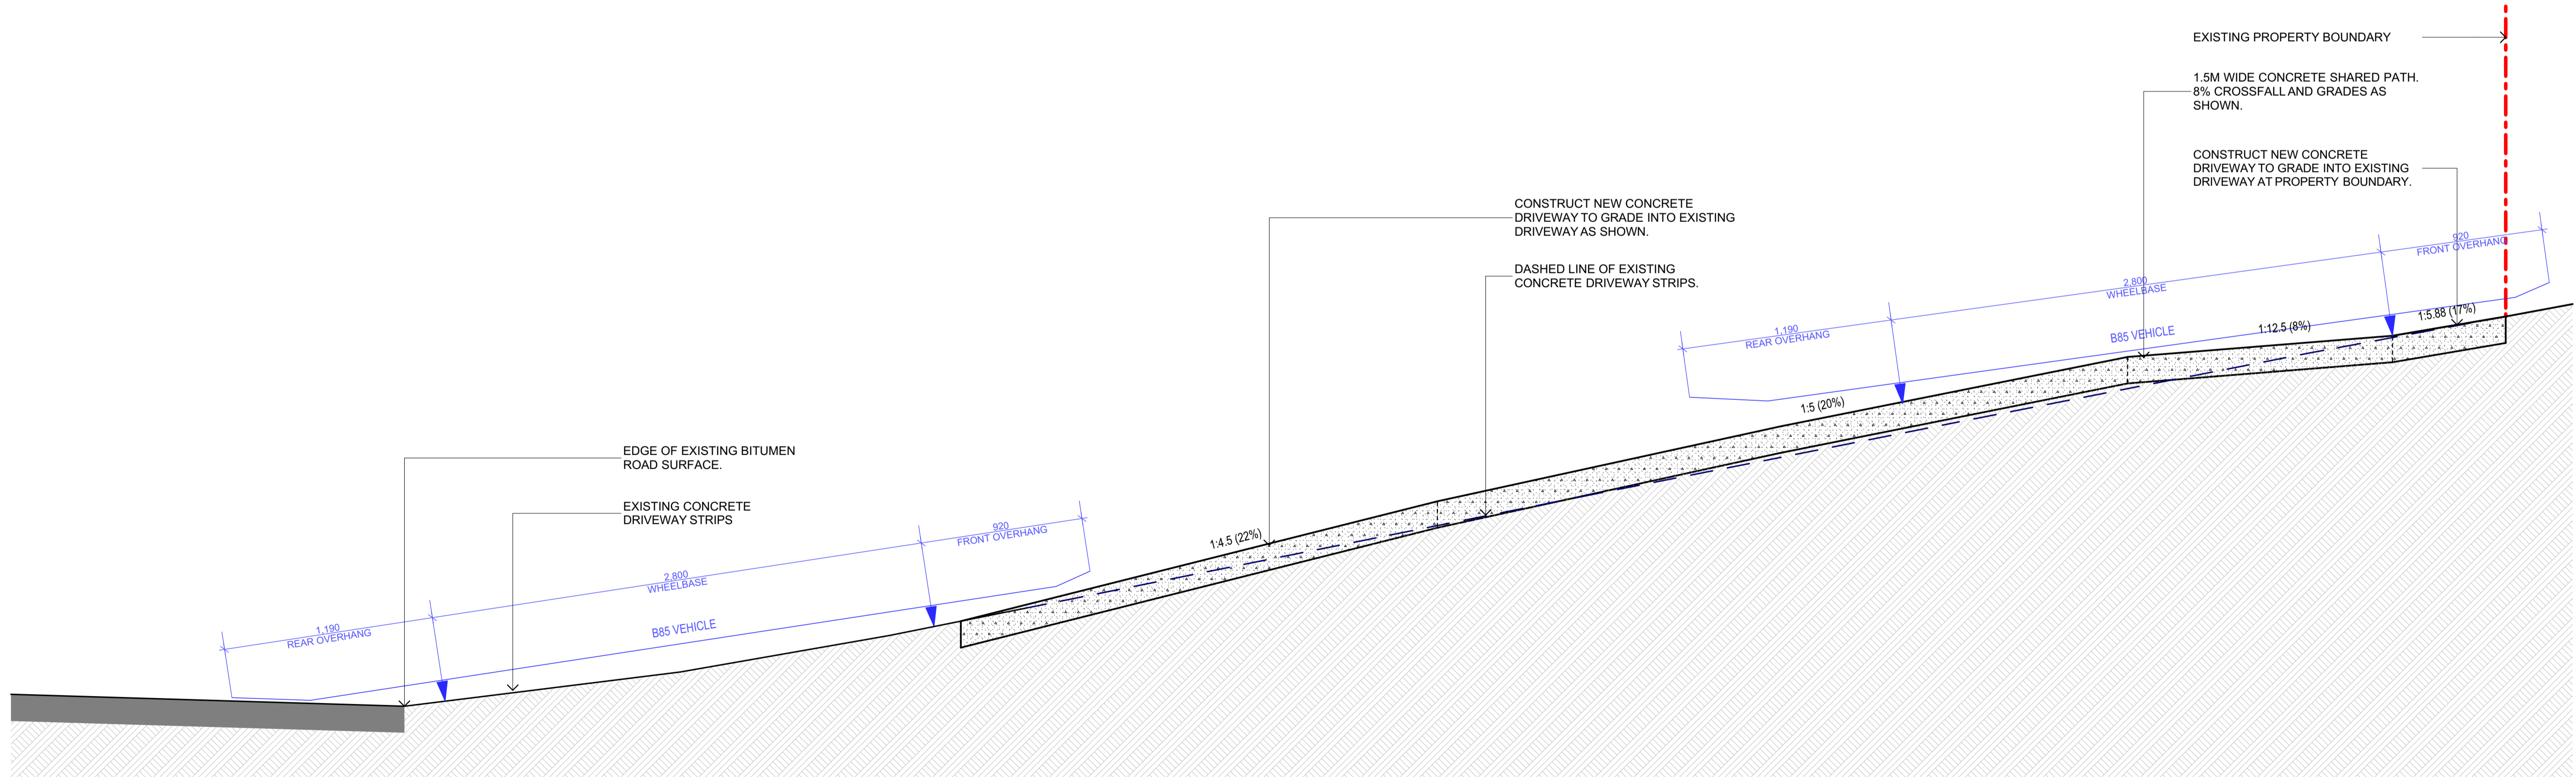 EXISTING PROPERTY BOUNDARY
1.5M WIDE CONCRETE SHARED PATH.
8% CROSSFALL AND GRADES AS
SHOWN.
CONSTRUCT NEW CONCRETE
DRIVEWAY TO GRADE INTO EXISTING
DRIVEWAY AT PROPERTY BOUNDARY.
CONSTRUCT NEW CONCRETE
DRIVEWAY TO GRADE INTO EXISTING
DRIVEWAY AS SHOWN.
DASHED LINE OF EXISTING
CONCRETE DRIVEWAY STRIPS.
920
FRONT OVERHANG
2,800
WHEELBASE
1,190
REAR OVERHANG
B85 VEHICLE
1:5.88 (17%)
1:12.5 (8%)
1:5 (20%)
EDGE OF EXISTING BITUMEN
ROAD SURFACE.
EXISTING CONCRETE
DRIVEWAY STRIPS
1:4.5 (22%)
920
FRONT OVERHANG
2,800
WHEELBASE
1,190
REAR OVERHANG
B85 VEHICLE